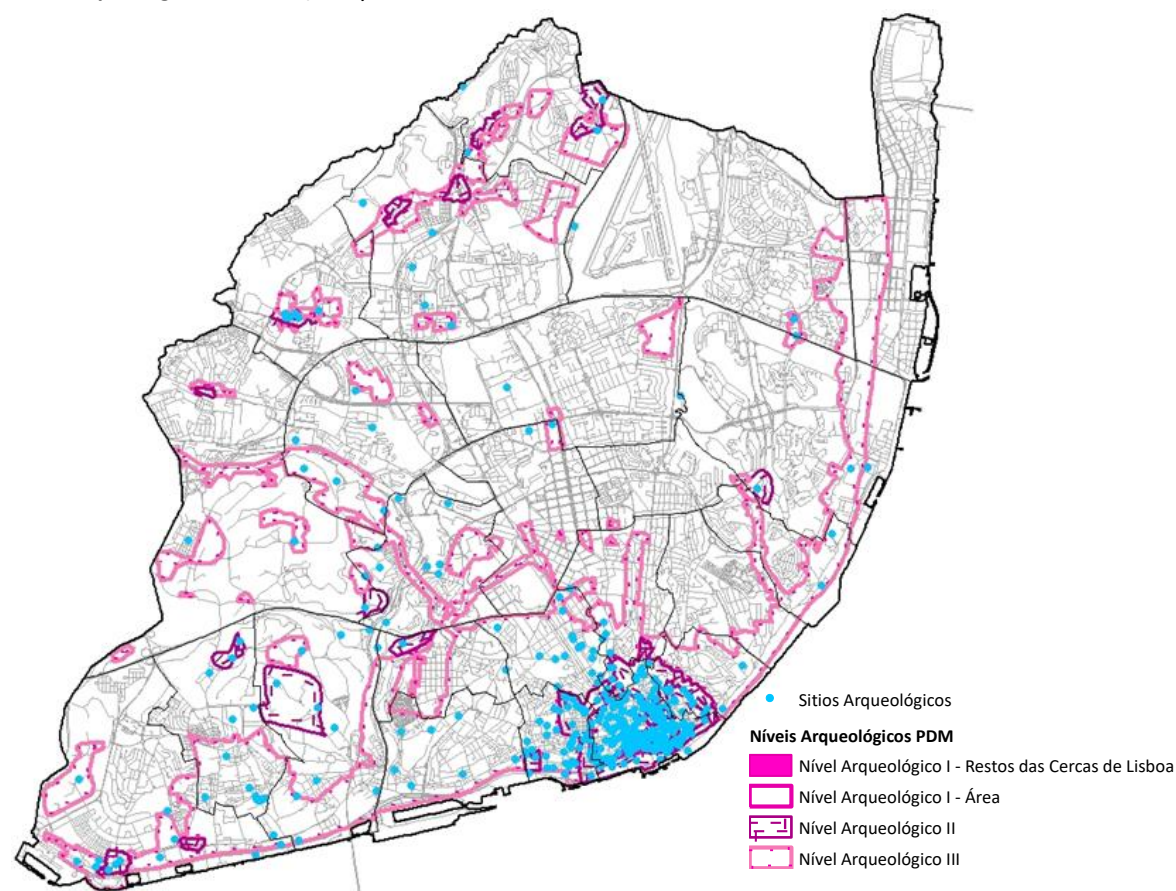 Sitios Arqueológicos
Níveis Arqueológicos PDM
Nível Arqueológico I - Restos das Cercas de Lisboa
Nível Arqueológico I - Área
Nível Arqueológico II
Nível Arqueológico III